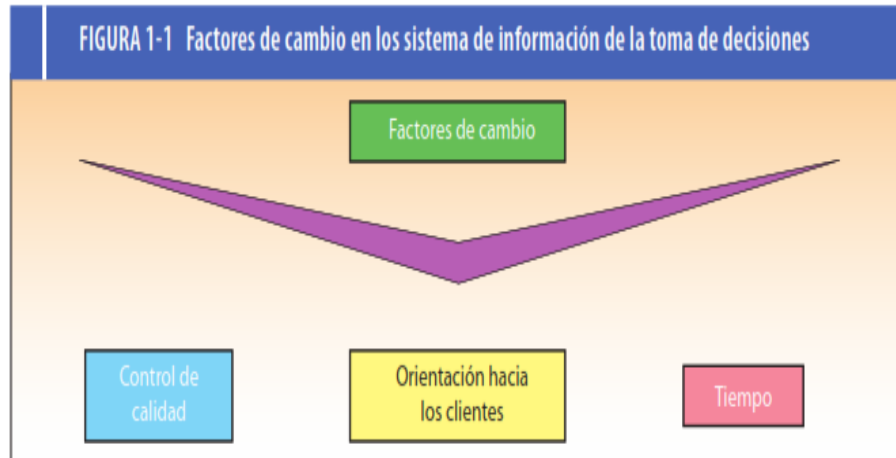 FIGURA 1-1 Factores de cambio en los sistema de información de la toma de decisiones
Factores de cambio
Control de
calidad
Orientación hacia
los clientes
Tiempo